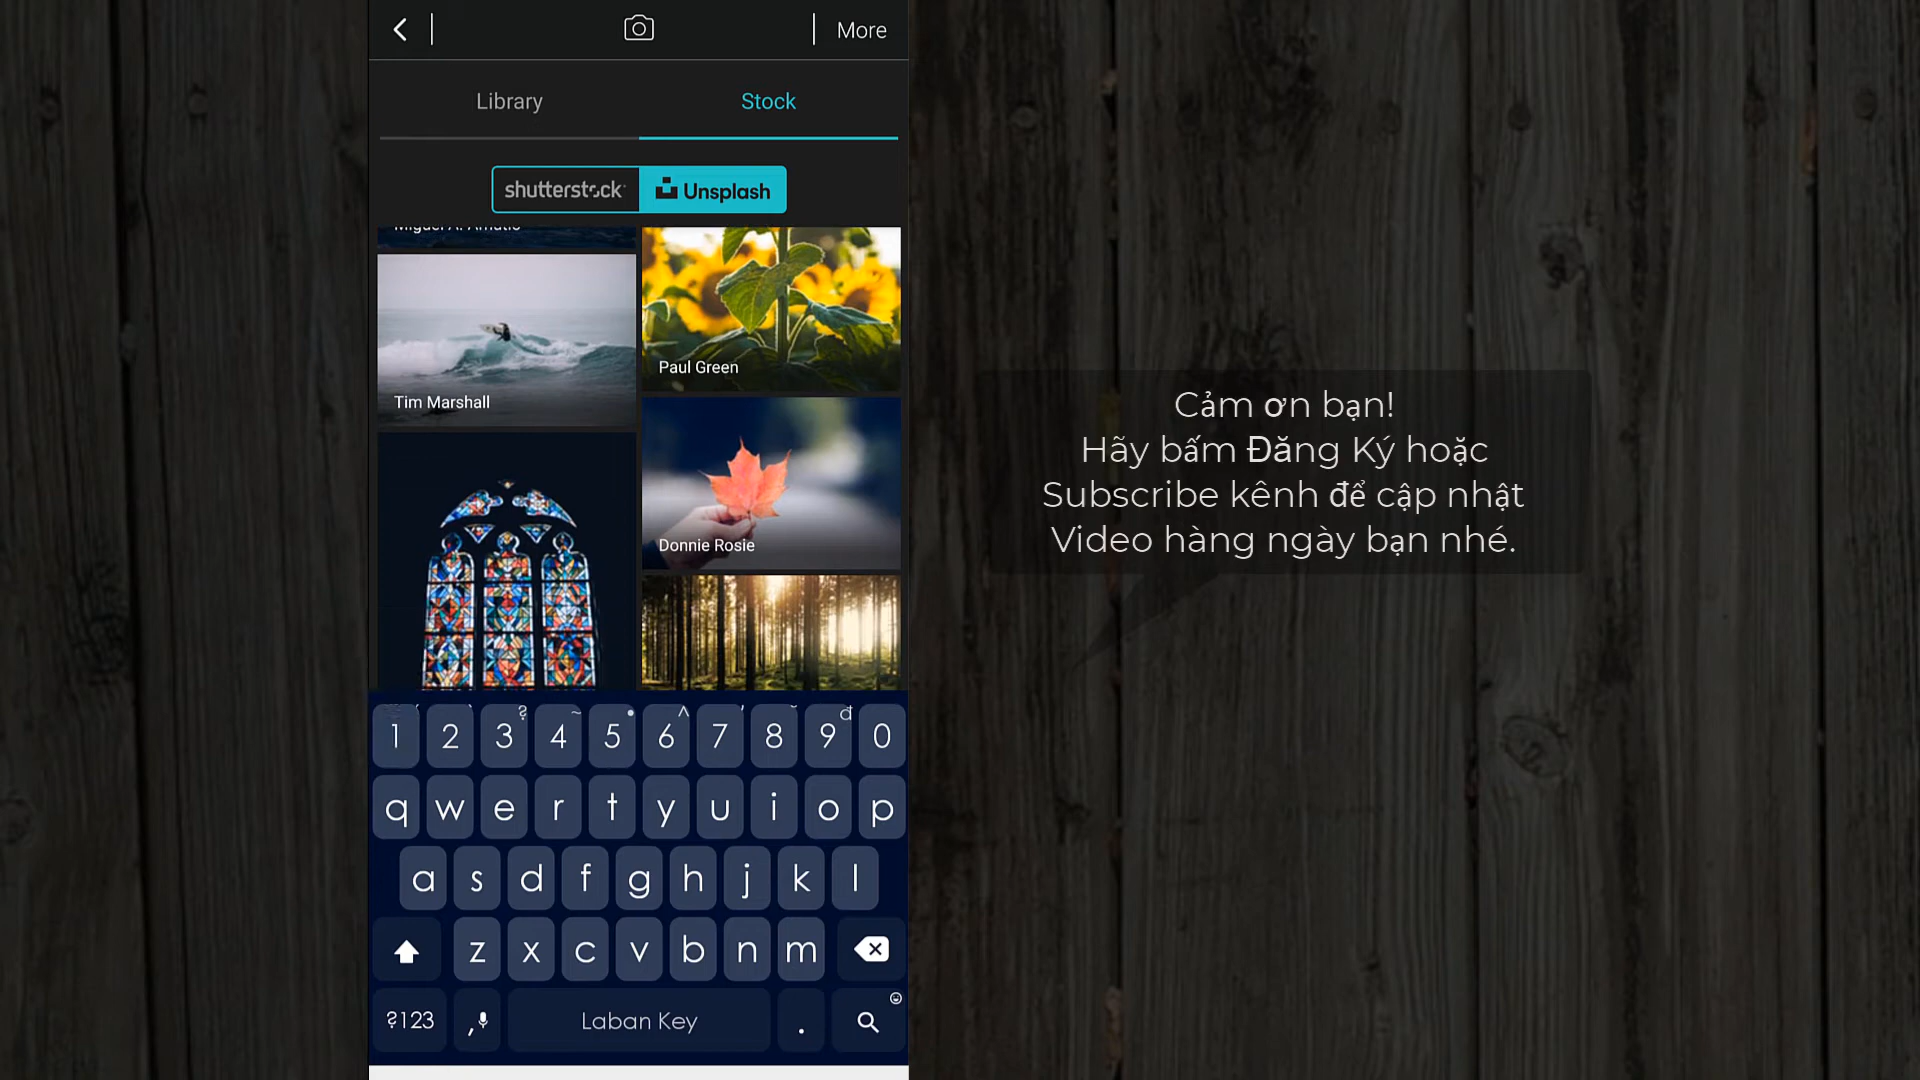 More
Library
Stock
shutterstock
Unsplash
Miguel A. Amutio
Tim Marshall
Paul Green
Donnie Rosie
Cảm ơn bạn!
Hãy bấm Đăng Ký hoặc
Subscribe kênh để cập nhật
Video hàng ngày bạn nhé.
1 2 3 4 5 6 7 8 9 0
q w e r t y u i o p
a s d f g h j k l
z x c v b n m
?123 , Laban Key .